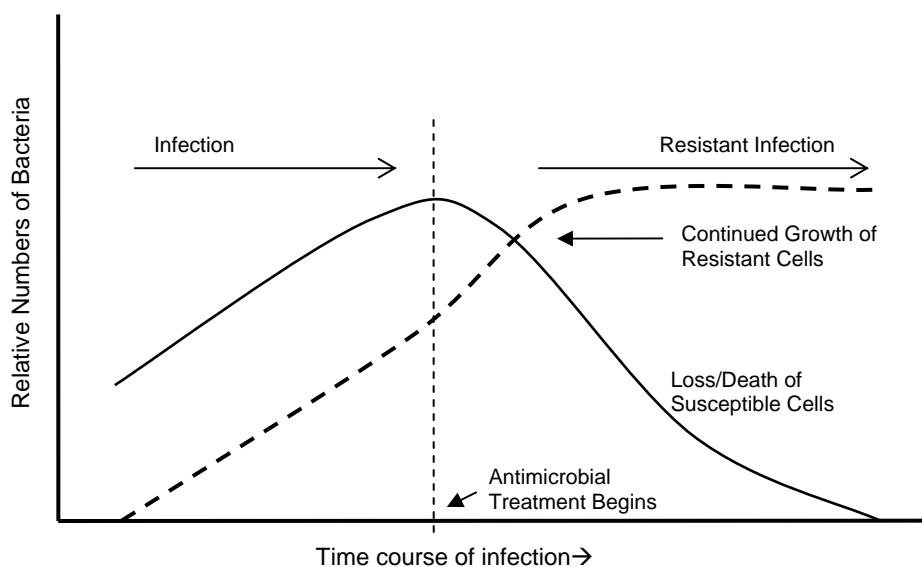 Relative Numbers of Bacteria
Infection
Resistant Infection
Continued Growth of
Resistant Cells
Loss/Death of
Susceptible Cells
Antimicrobial
Treatment Begins
Time course of infection→